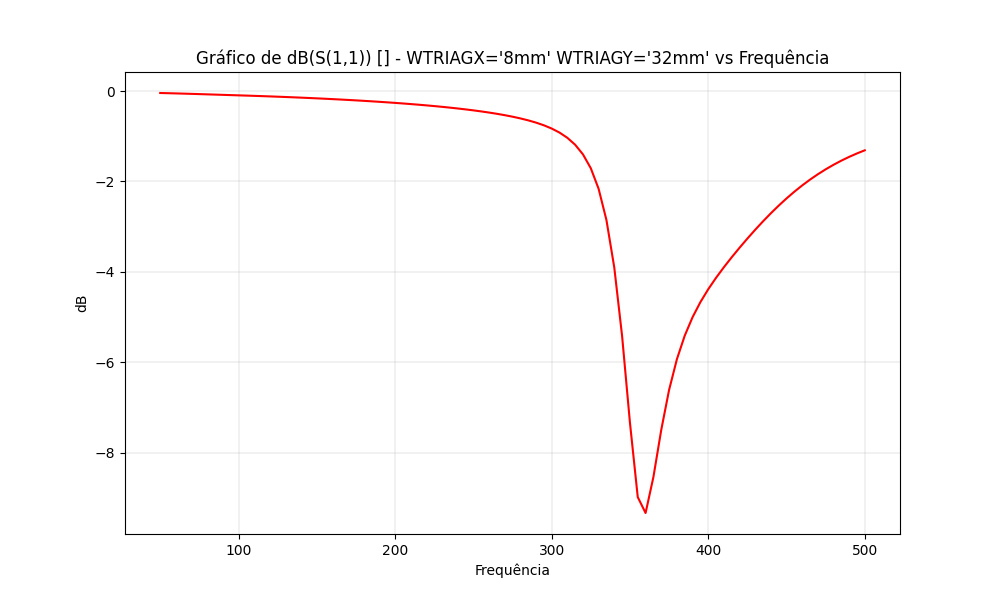 Gráfico de dB(S(1,1)) [] - WTRIAGX='8mm' WTRIAGY='32mm' vs Frequência
0
−2
−4
−6
−8
dB
100 200 300 400 500
Frequência